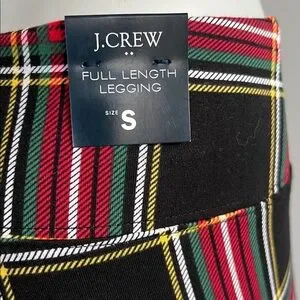 J.CREW
FULL LENGTH
LEGGING
SIZE S